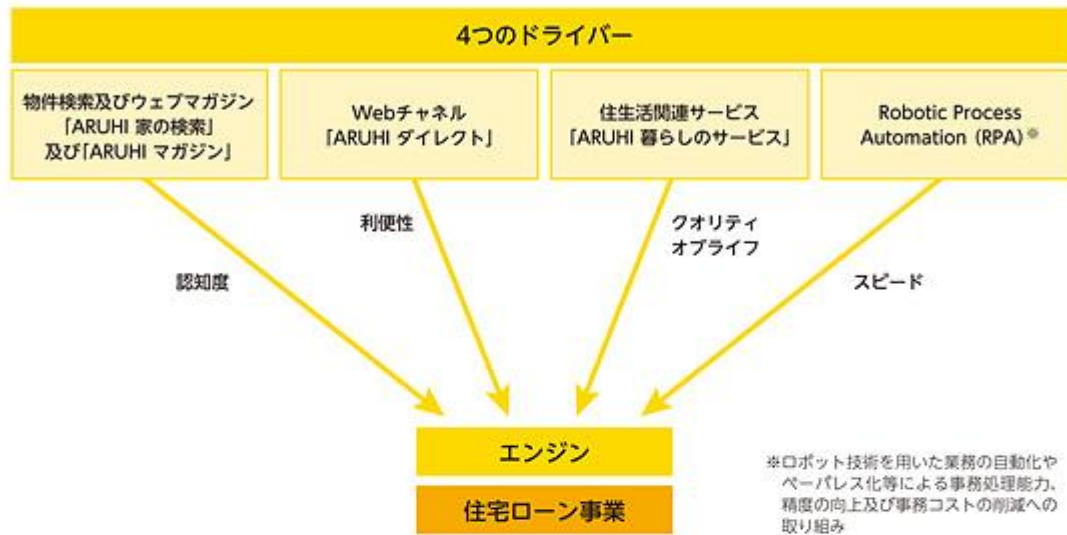 4つのドライバー
物件検索及びウェブマガジン
「ARUHI 家の検索」
及び「ARUHI マガジン」
Webチャネル
「ARUHI ダイレクト」
住生活関連サービス
「ARUHI 暮らしのサービス」
Robotic Process
Automation (RPA)※
認知度
利便性
クオリティ
オブライフ
スピード
エンジン
住宅ローン事業
※ロボット技術を用いた業務の自動化や
ペーパレス化等による事務処理能力、
精度の向上及び事務コストの削減への
取り組み